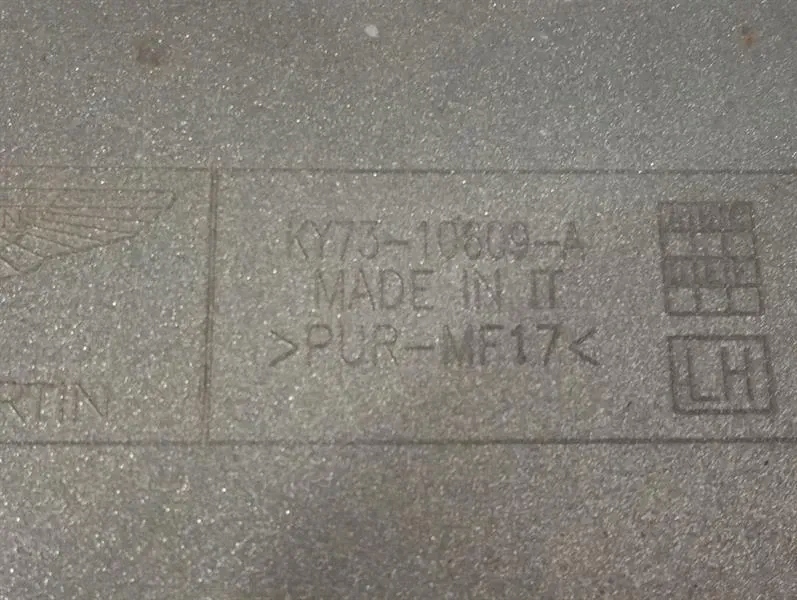 KY73-10609-A
MADE IN IT
>PUR-MF17<
LH
RTIN